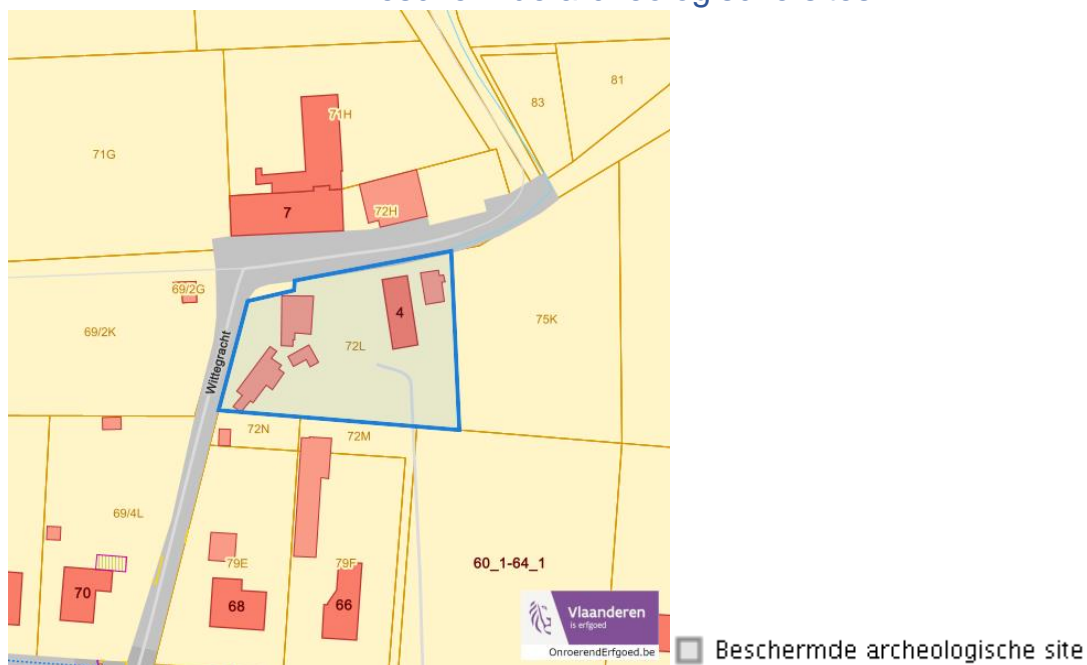 81
83
71H
71G
7
72H
69/2G
4
75K
69/2K
72L
Wittegracht
72N
72M
69/4L
60_1-64_1
79E
79F
70
68
66
Vlaanderen
is erfgoed
OnroerendErfgoed.be
Beschermde archeologische site